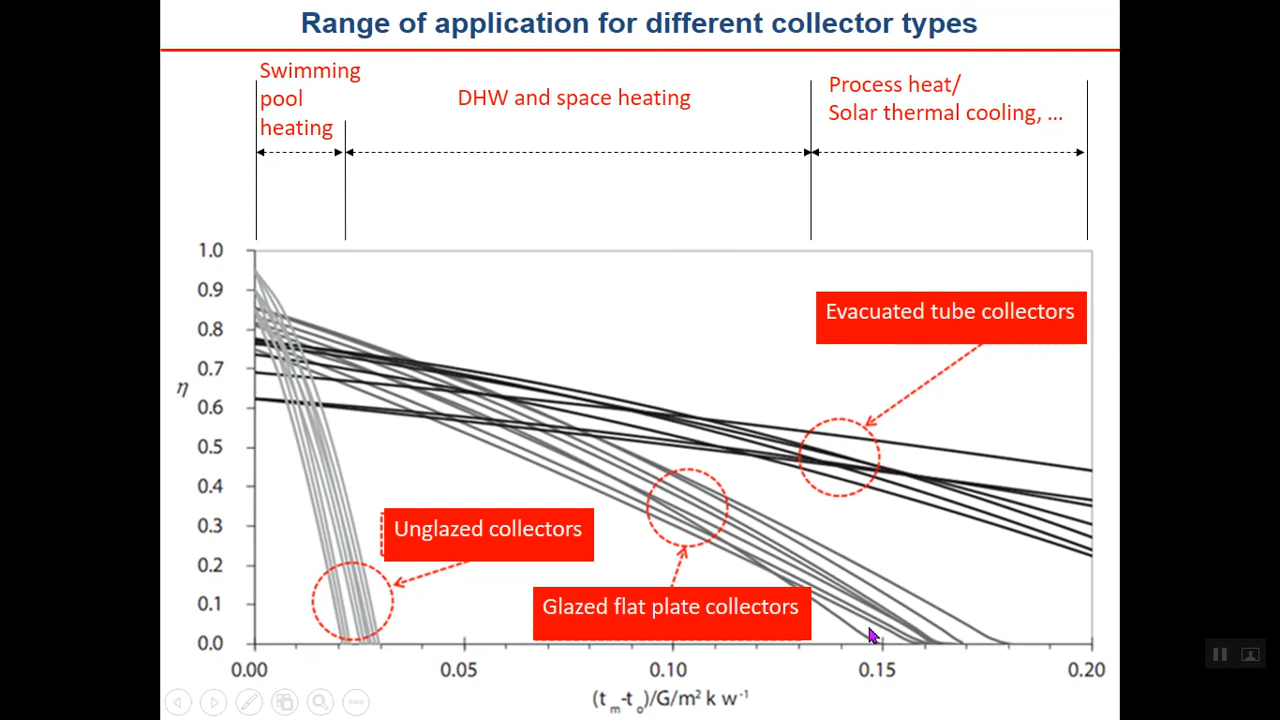 Range of application for different collector types
Swimming
pool
heating
DHW and space heating
Process heat/
Solar thermal cooling, ...
1.0
0.9
0.8
0.7
0.6
0.5
0.4
0.3
0.2
0.1
0.0
η
Evacuated tube collectors
Unglazed collectors
Glazed flat plate collectors
0.00
0.05
0.10
0.15
0.20
(t_m-t_o)/G/m² k w⁻¹